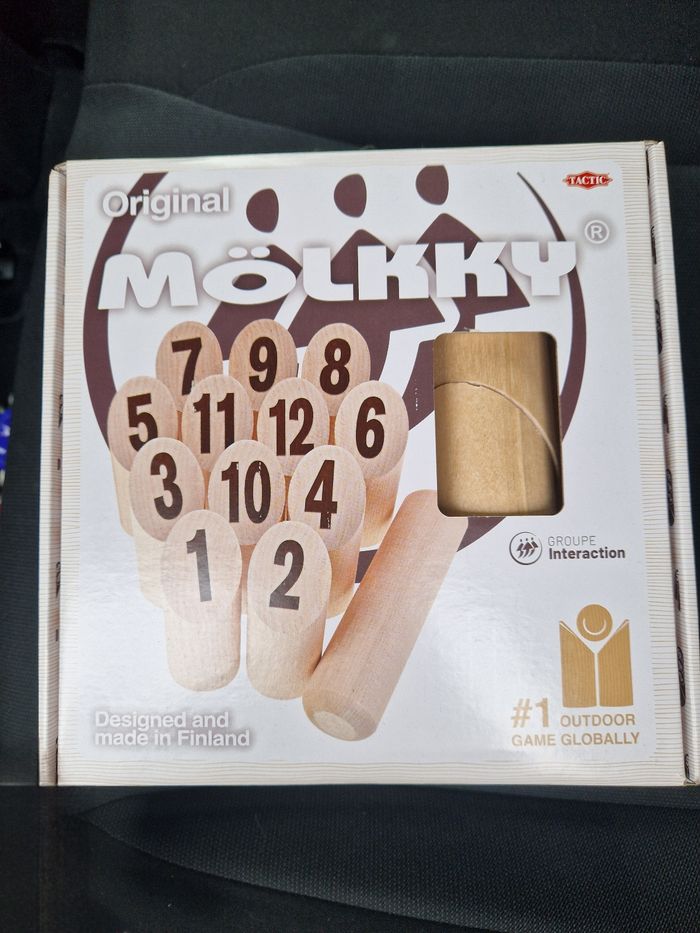 Original
TACTIC
MÖLKKY®
7 9 8
5 11 12 6
3 10 4
1 2
GROUPE
Interaction
Designed and
made in Finland
#1 OUTDOOR
GAME GLOBALLY